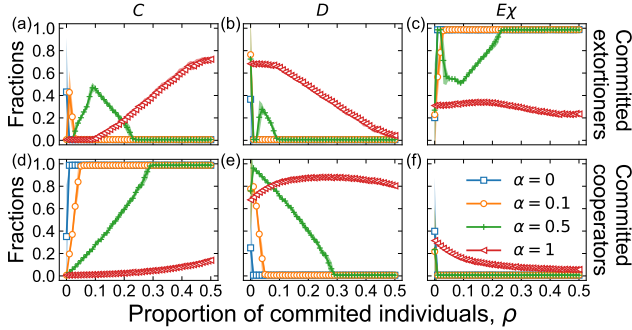 C D Eχ
(a) (b) (c)
Fractions
1.0
0.8
0.6
0.4
0.2
0.0
Committed
extortioners
(d) (e) (f)
Fractions
1.0
0.8
0.6
0.4
0.2
0.0
α = 0
α = 0.1
α = 0.5
α = 1
Committed
cooperators
0 0.1 0.2 0.3 0.4 0.5 0 0.1 0.2 0.3 0.4 0.5 0 0.1 0.2 0.3 0.4 0.5
Proportion of commited individuals, ρ